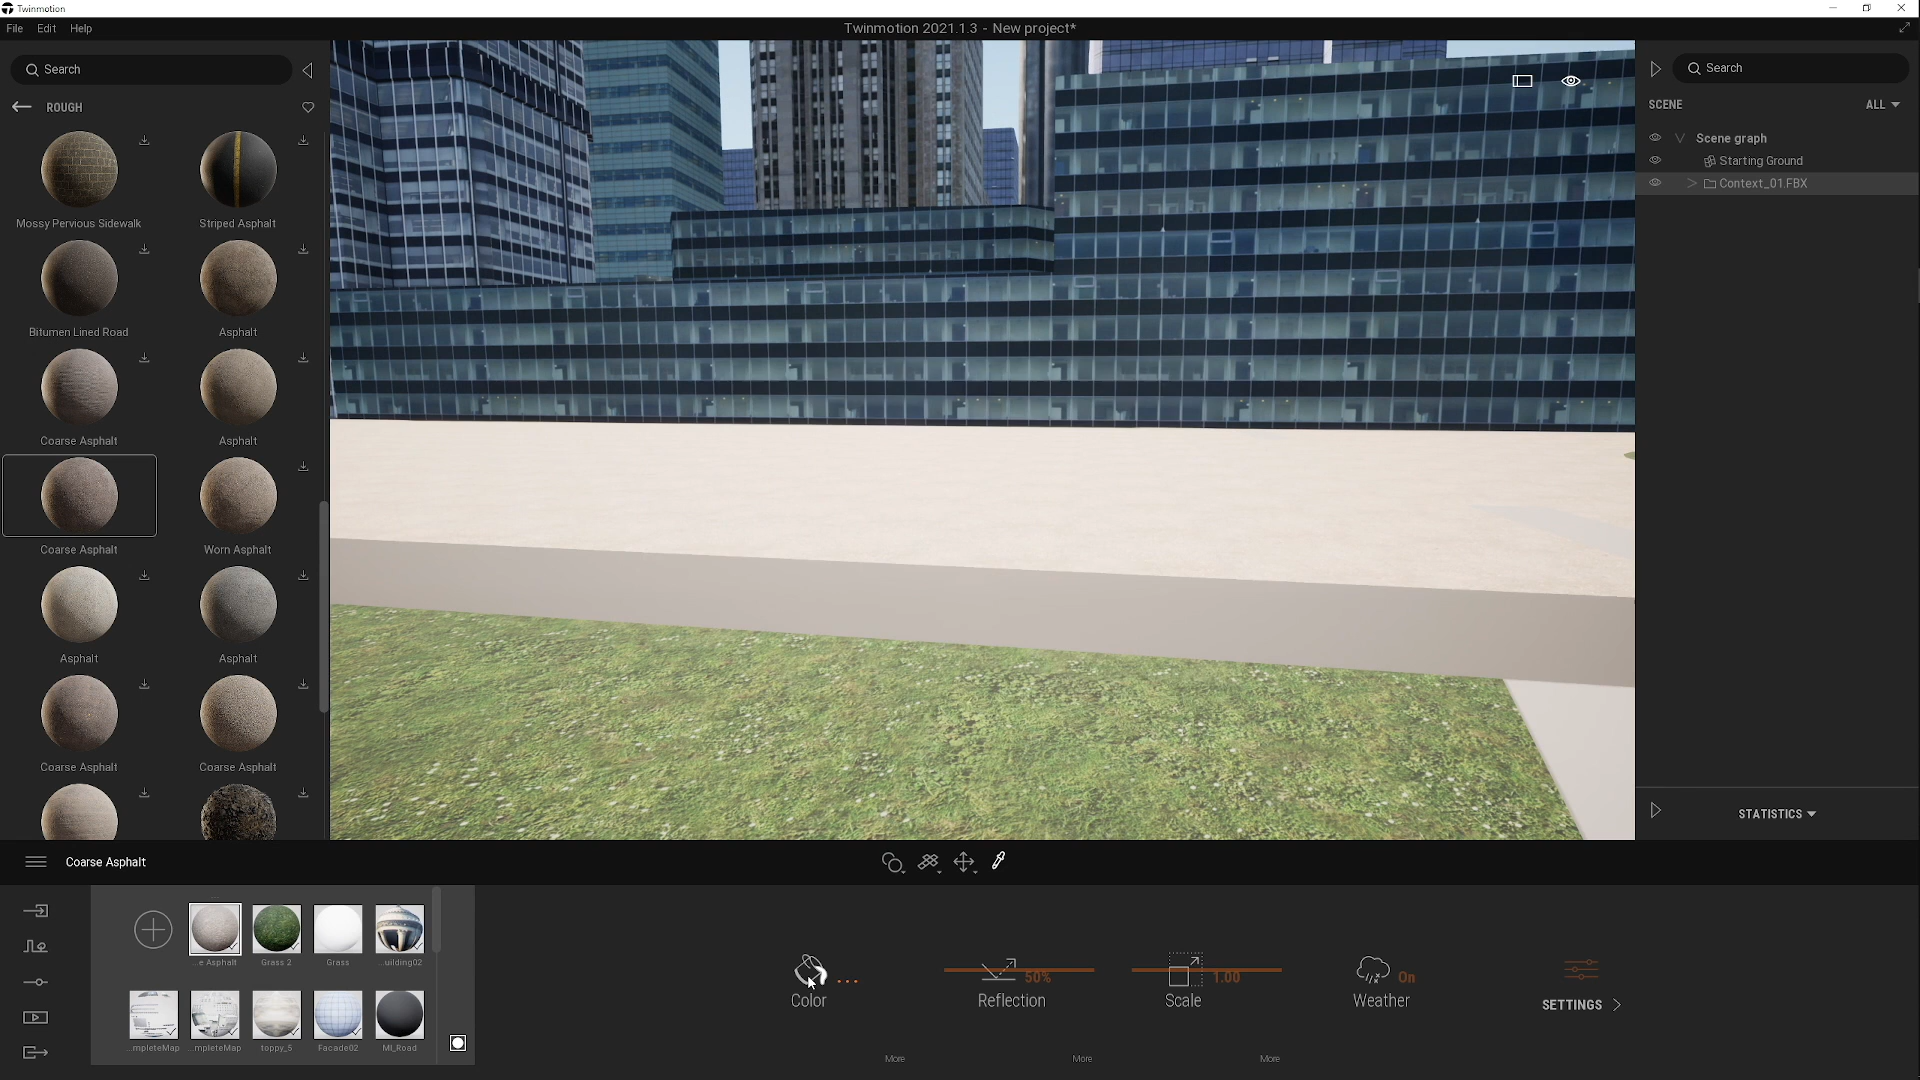 Twinmotion
File Edit Help
Twinmotion 2021.1.3 - New project*
Search
ROUGH
Mossy Pervious Sidewalk
Striped Asphalt
Bitumen Lined Road
Asphalt
Coarse Asphalt
Asphalt
Coarse Asphalt
Worn Asphalt
Asphalt
Asphalt
Coarse Asphalt
Coarse Asphalt
Search
SCENE
ALL
Scene graph
Starting Ground
Context_01.FBX
STATISTICS
Coarse Asphalt
...e Asphalt
Grass 2
Grass
...uilding02
...mpleteMap
...mpleteMap
toppy_5
Facade02
MI_Road
Color
...
Reflection
50%
Scale
1.00
Weather
On
SETTINGS
More
More
More